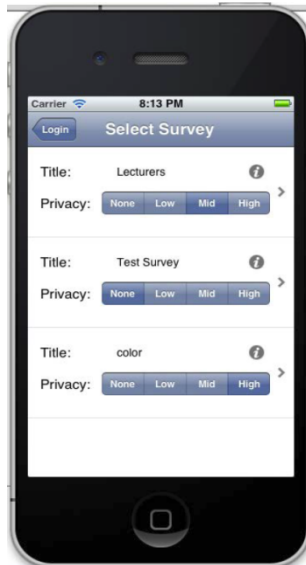 Carrier 8:13 PM
Login Select Survey
Title: Lecturers
Privacy: None Low Mid High
Title: Test Survey
Privacy: None Low Mid High
Title: color
Privacy: None Low Mid High